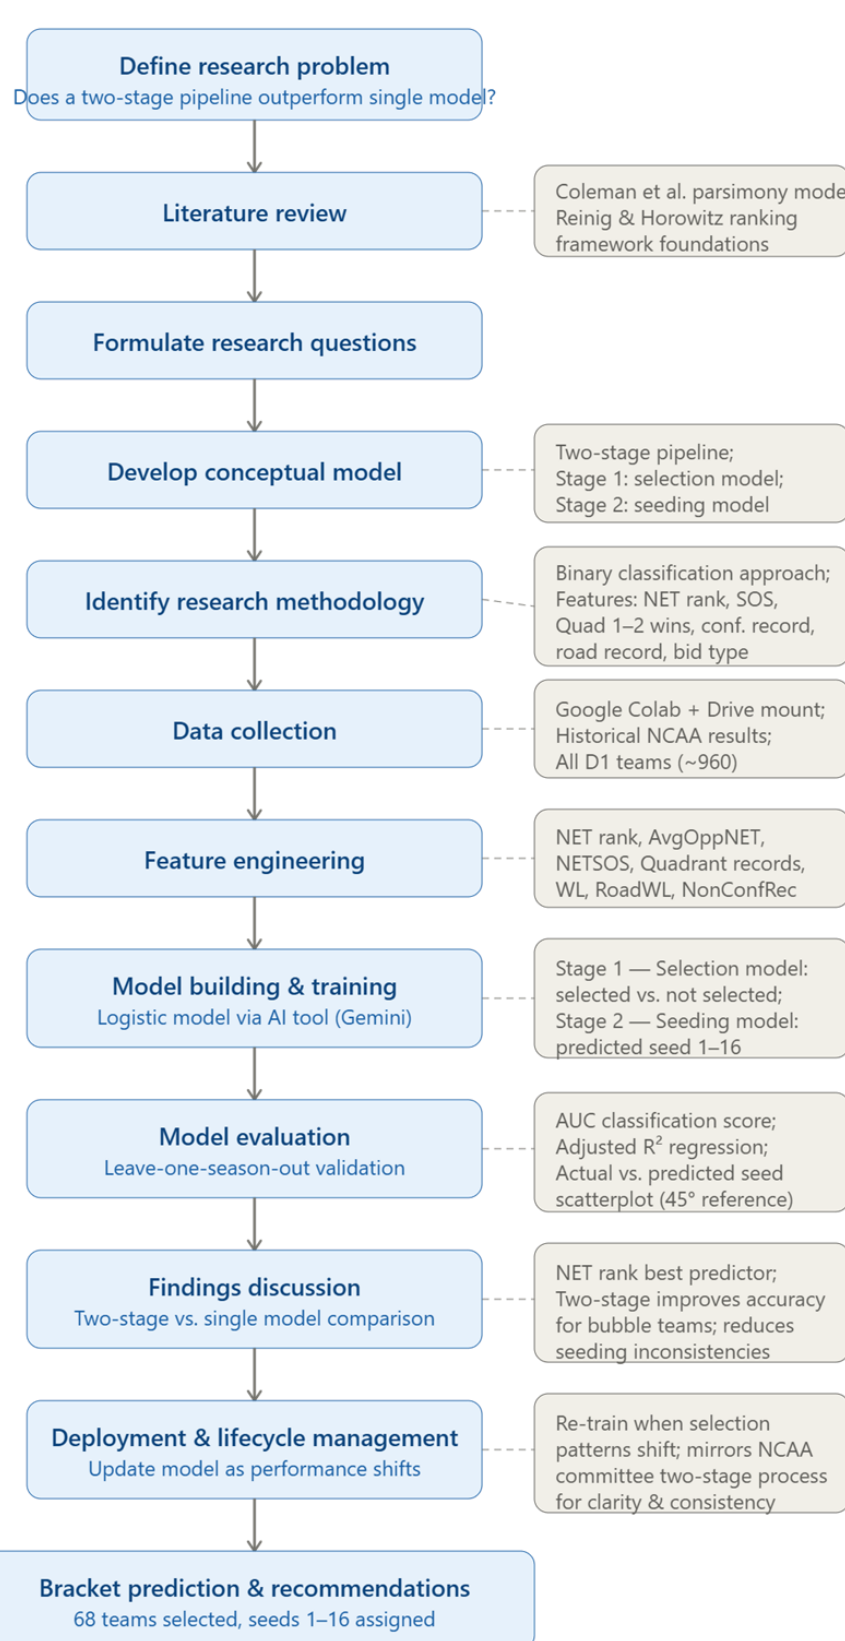 Define research problem
Does a two-stage pipeline outperform single model?
Literature review
Coleman et al. parsimony mode
Reinig & Horowitz ranking
framework foundations
Formulate research questions
Develop conceptual model
Two-stage pipeline;
Stage 1: selection model;
Stage 2: seeding model
Identify research methodology
Binary classification approach;
Features: NET rank, SOS,
Quad 1–2 wins, conf. record,
road record, bid type
Data collection
Google Colab + Drive mount;
Historical NCAA results;
All D1 teams (~960)
Feature engineering
NET rank, AvgOppNET,
NETSOS, Quadrant records,
WL, RoadWL, NonConfRec
Model building & training
Logistic model via AI tool (Gemini)
Stage 1 — Selection model:
selected vs. not selected;
Stage 2 — Seeding model:
predicted seed 1–16
Model evaluation
Leave-one-season-out validation
AUC classification score;
Adjusted R² regression;
Actual vs. predicted seed
scatterplot (45° reference)
Findings discussion
Two-stage vs. single model comparison
NET rank best predictor;
Two-stage improves accuracy
for bubble teams; reduces
seeding inconsistencies
Deployment & lifecycle management
Update model as performance shifts
Re-train when selection
patterns shift; mirrors NCAA
committee two-stage process
for clarity & consistency
Bracket prediction & recommendations
68 teams selected, seeds 1–16 assigned